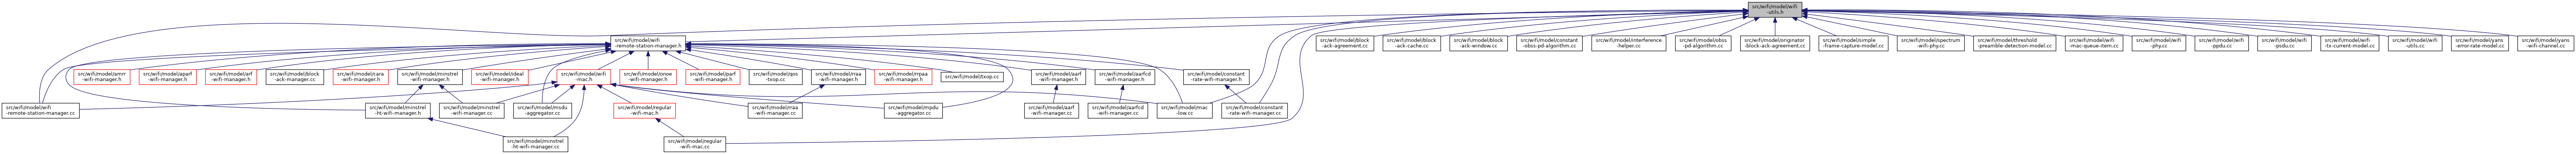 src/wifi/model/wifi
-utils.h
src/wifi/model/wifi
-remote-station-manager.h
src/wifi/model/block
-ack-agreement.cc
src/wifi/model/block
-ack-cache.cc
src/wifi/model/block
-ack-window.cc
src/wifi/model/constant
-obss-pd-algorithm.cc
src/wifi/model/interference
-helper.cc
src/wifi/model/obss
-pd-algorithm.cc
src/wifi/model/originator
-block-ack-agreement.cc
src/wifi/model/simple
-frame-capture-model.cc
src/wifi/model/spectrum
-wifi-phy.cc
src/wifi/model/threshold
-preamble-detection-model.cc
src/wifi/model/wifi
-mac-queue-item.cc
src/wifi/model/wifi
-phy.cc
src/wifi/model/wifi
-ppdu.cc
src/wifi/model/wifi
-psdu.cc
src/wifi/model/wifi
-tx-current-model.cc
src/wifi/model/wifi
-utils.cc
src/wifi/model/yans
-error-rate-model.cc
src/wifi/model/yans
-wifi-channel.cc
src/wifi/model/amrr
-wifi-manager.h
src/wifi/model/aparf
-wifi-manager.h
src/wifi/model/arf
-wifi-manager.h
src/wifi/model/block
-ack-manager.cc
src/wifi/model/cara
-wifi-manager.h
src/wifi/model/minstrel
-wifi-manager.h
src/wifi/model/ideal
-wifi-manager.h
src/wifi/model/wifi
-mac.h
src/wifi/model/onoe
-wifi-manager.h
src/wifi/model/parf
-wifi-manager.h
src/wifi/model/qos
-txop.cc
src/wifi/model/rraa
-wifi-manager.h
src/wifi/model/rrpaa
-wifi-manager.h
src/wifi/model/txop.cc
src/wifi/model/aarf
-wifi-manager.h
src/wifi/model/aarfcd
-wifi-manager.h
src/wifi/model/constant
-rate-wifi-manager.h
src/wifi/model/wifi
-remote-station-manager.cc
src/wifi/model/minstrel
-ht-wifi-manager.h
src/wifi/model/minstrel
-wifi-manager.cc
src/wifi/model/msdu
-aggregator.cc
src/wifi/model/regular
-wifi-mac.h
src/wifi/model/rraa
-wifi-manager.cc
src/wifi/model/mpdu
-aggregator.cc
src/wifi/model/aarf
-wifi-manager.cc
src/wifi/model/aarfcd
-wifi-manager.cc
src/wifi/model/mac
-low.cc
src/wifi/model/constant
-rate-wifi-manager.cc
src/wifi/model/minstrel
-ht-wifi-manager.cc
src/wifi/model/regular
-wifi-mac.cc